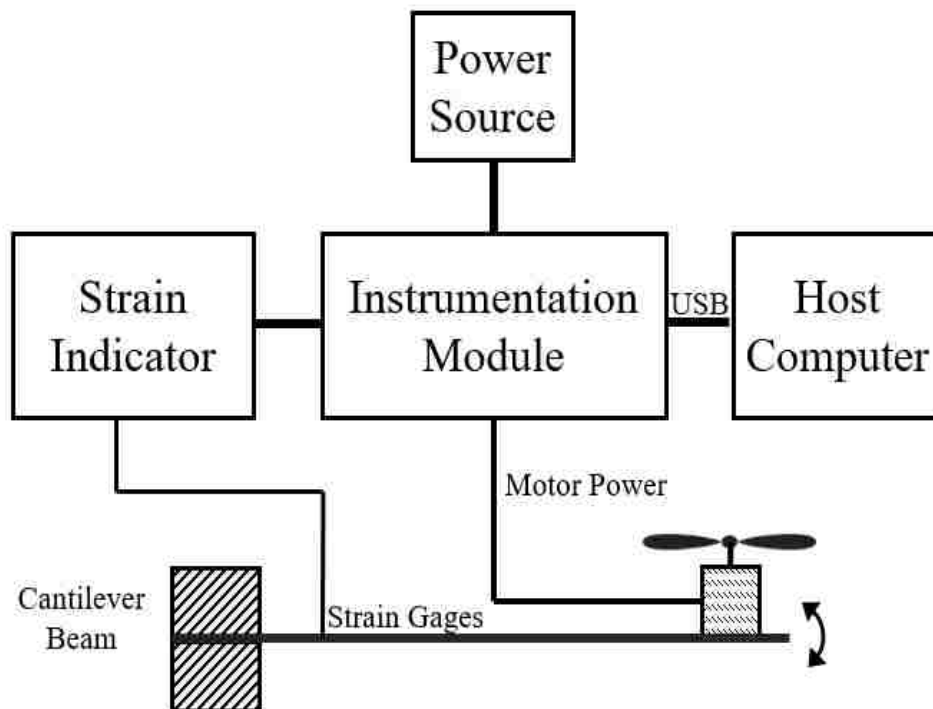 Power
Source
Strain
Indicator
Instrumentation
Module
USB
Host
Computer
Motor Power
Cantilever
Beam
Strain Gages